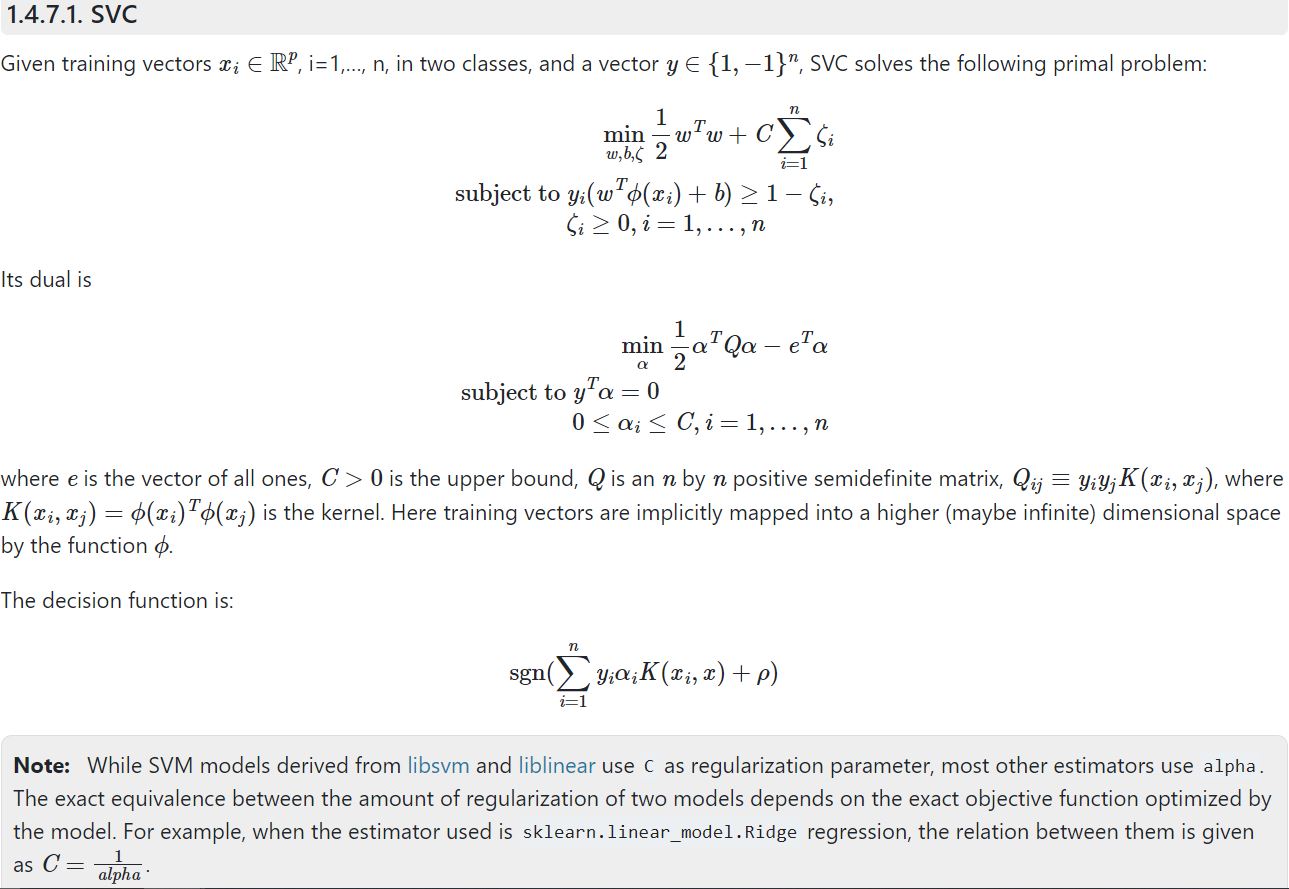 1.4.7.1. SVC
Given training vectors $x_i \in \mathbb{R}^p$, i=1,..., n, in two classes, and a vector $y \in \{1, -1\}^n$, SVC solves the following primal problem:
$\min_{w,b,\zeta} \frac{1}{2} w^T w + C \sum_{i=1}^{n} \zeta_i$
subject to $y_i(w^T \phi(x_i) + b) \geq 1 - \zeta_i,$
$\zeta_i \geq 0, i = 1, \ldots, n$
Its dual is
$\min_{\alpha} \frac{1}{2} \alpha^T Q \alpha - e^T \alpha$
subject to $y^T \alpha = 0$
$0 \leq \alpha_i \leq C, i = 1, \ldots, n$
where $e$ is the vector of all ones, $C > 0$ is the upper bound, $Q$ is an $n$ by $n$ positive semidefinite matrix, $Q_{ij} \equiv y_i y_j K(x_i, x_j)$, where
$K(x_i, x_j) = \phi(x_i)^T \phi(x_j)$ is the kernel. Here training vectors are implicitly mapped into a higher (maybe infinite) dimensional space
by the function $\phi$.
The decision function is:
$\operatorname{sgn}(\sum_{i=1}^{n} y_i \alpha_i K(x_i, x) + \rho)$
Note: While SVM models derived from libsvm and liblinear use C as regularization parameter, most other estimators use alpha.
The exact equivalence between the amount of regularization of two models depends on the exact objective function optimized by
the model. For example, when the estimator used is sklearn.linear_model.Ridge regression, the relation between them is given
as $C = \frac{1}{alpha}$.